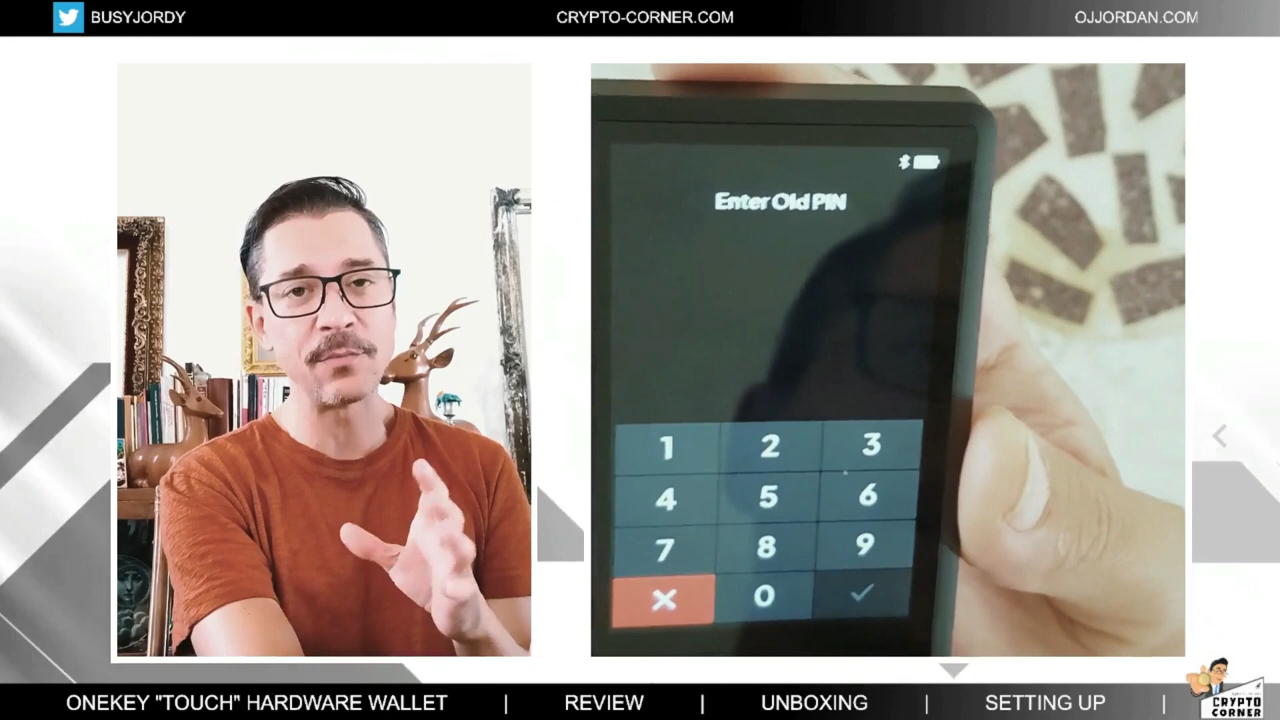 BUSYJORDY
CRYPTO-CORNER.COM
OJJORDAN.COM
Enter Old PIN
1 2 3
4 5 6
7 8 9
0
ONEKEY "TOUCH" HARDWARE WALLET | REVIEW | UNBOXING | SETTING UP |
CRYPTO
CORNER